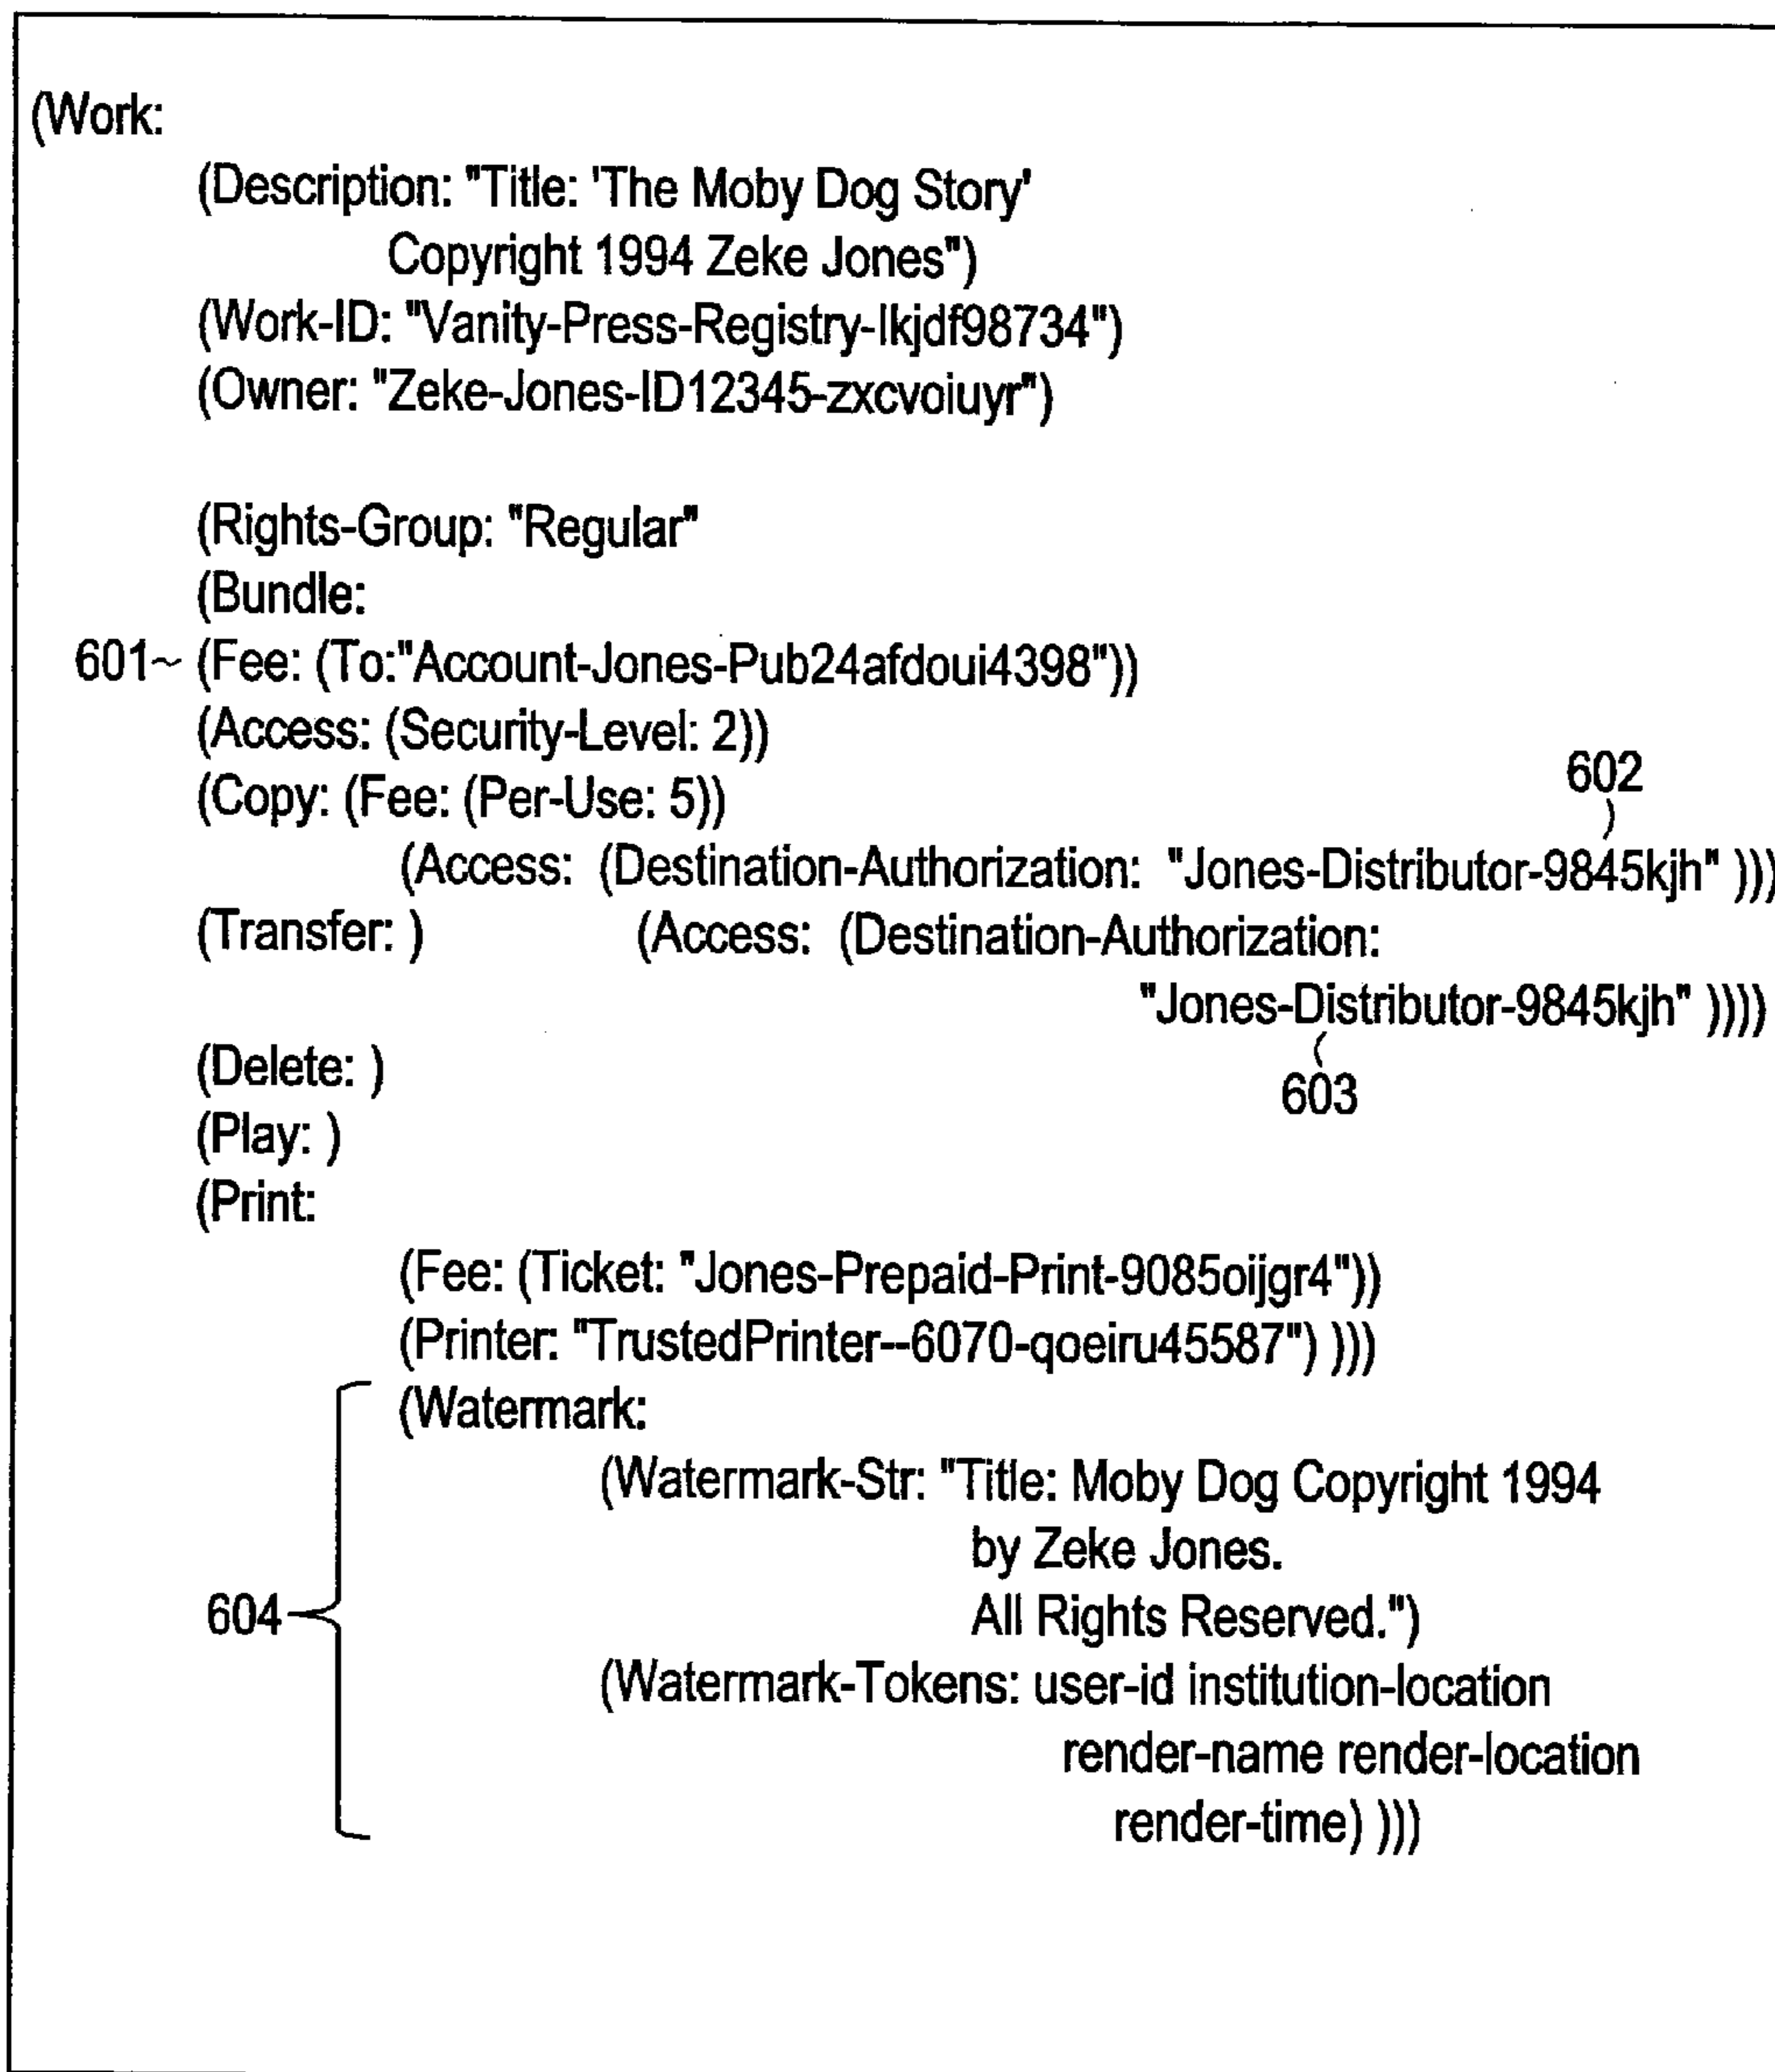 (Work:
(Description: "Title: 'The Moby Dog Story'
Copyright 1994 Zeke Jones")
(Work-ID: "Vanity-Press-Registry-lkjdf98734")
(Owner: "Zeke-Jones-ID12345-zxcvoiuyr")
(Rights-Group: "Regular"
(Bundle:
601~ (Fee: (To:"Account-Jones-Pub24afdoui4398"))
(Access: (Security-Level: 2))
(Copy: (Fee: (Per-Use: 5))
602
(Access: (Destination-Authorization: "Jones-Distributor-9845kjh" )))
(Transfer: ) (Access: (Destination-Authorization:
"Jones-Distributor-9845kjh" ))))
603
(Delete: )
(Play: )
(Print:
(Fee: (Ticket: "Jones-Prepaid-Print-9085oijgr4"))
(Printer: "TrustedPrinter--6070-qoeiru45587") )))
(Watermark:
(Watermark-Str: "Title: Moby Dog Copyright 1994
by Zeke Jones.
604 All Rights Reserved.")
(Watermark-Tokens: user-id institution-location
render-name render-location
render-time) )))